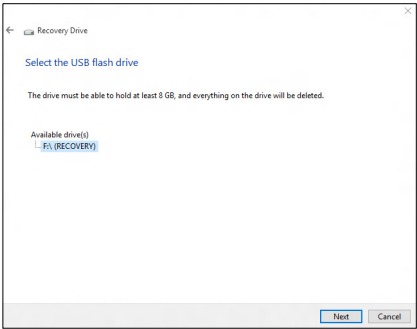 Recovery Drive
Select the USB flash drive
The drive must be able to hold at least 8 GB, and everything on the drive will be deleted.
Available drive(s)
F:\ (RECOVERY)
Next
Cancel